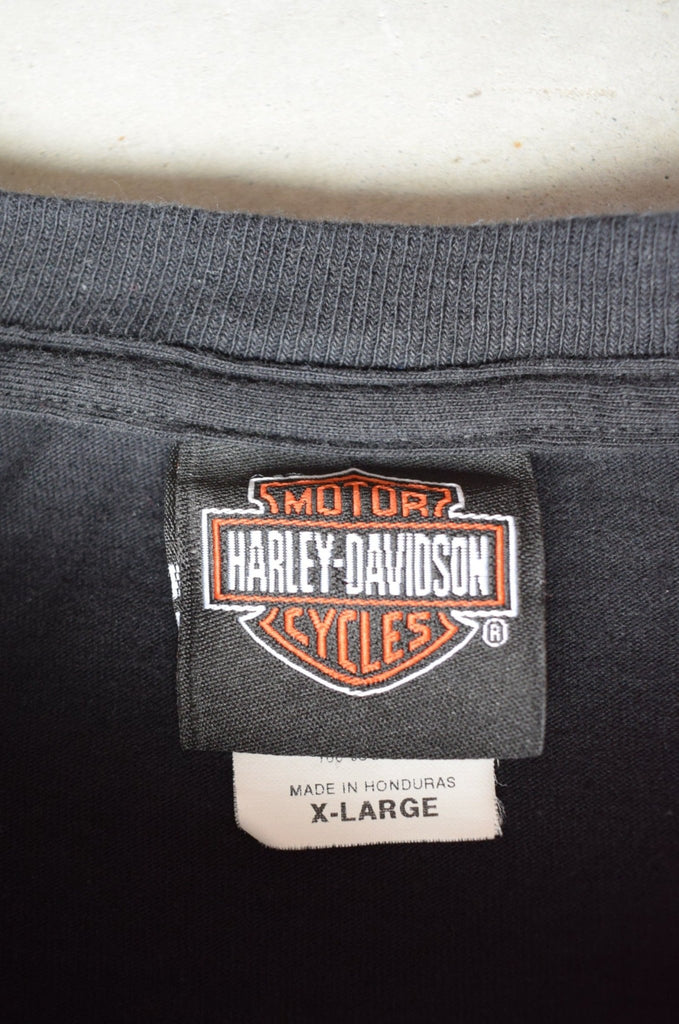 MOTOR
HARLEY-DAVIDSON
CYCLES
®
MADE IN HONDURAS
X-LARGE